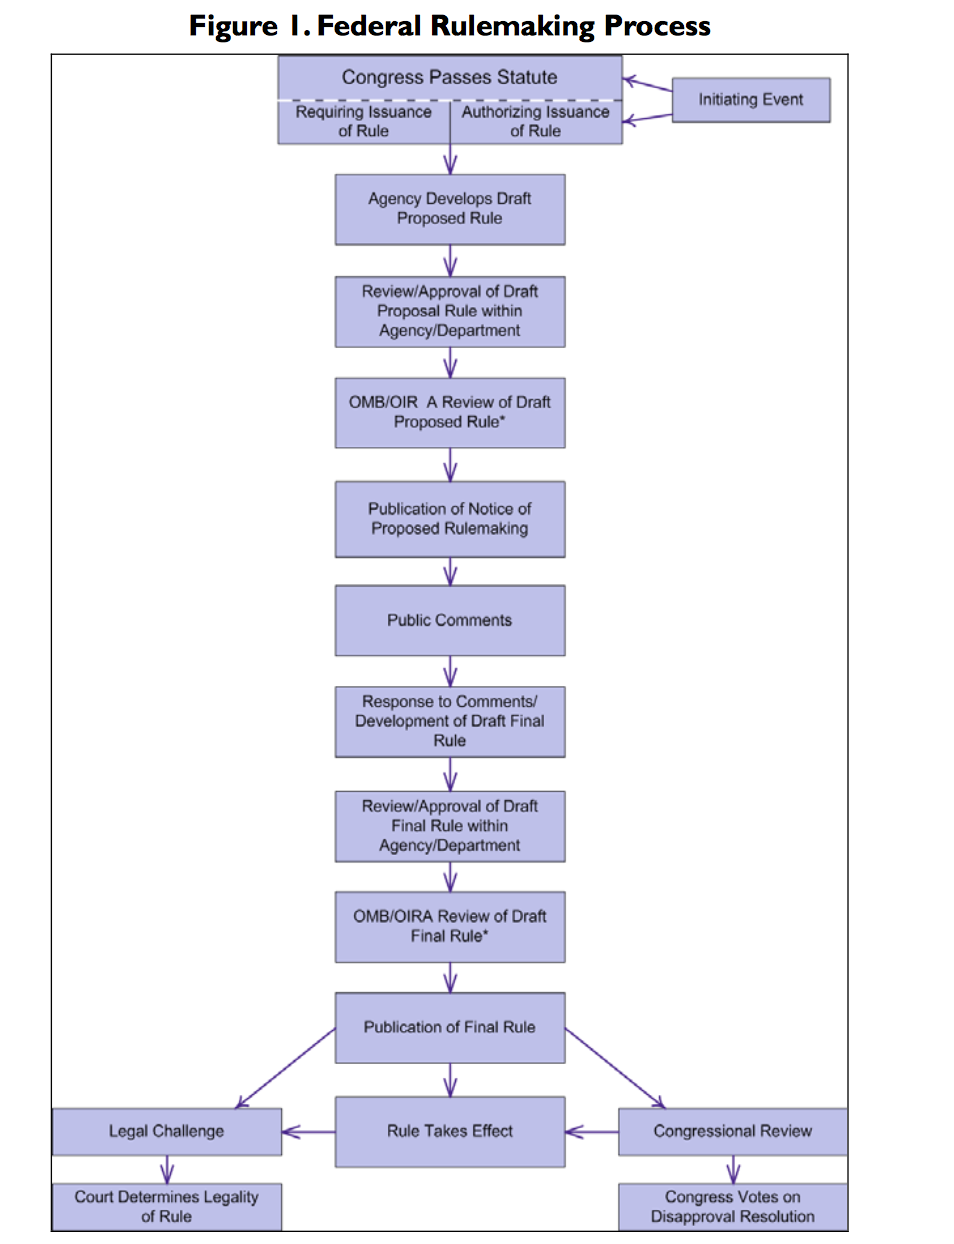 Figure 1. Federal Rulemaking Process
Congress Passes Statute
Initiating Event
Requiring Issuance
of Rule
Authorizing Issuance
of Rule
Agency Develops Draft
Proposed Rule
Review/Approval of Draft
Proposal Rule within
Agency/Department
OMB/OIR A Review of Draft
Proposed Rule*
Publication of Notice of
Proposed Rulemaking
Public Comments
Response to Comments/
Development of Draft Final
Rule
Review/Approval of Draft
Final Rule within
Agency/Department
OMB/OIRA Review of Draft
Final Rule*
Publication of Final Rule
Legal Challenge
Rule Takes Effect
Congressional Review
Court Determines Legality
of Rule
Congress Votes on
Disapproval Resolution